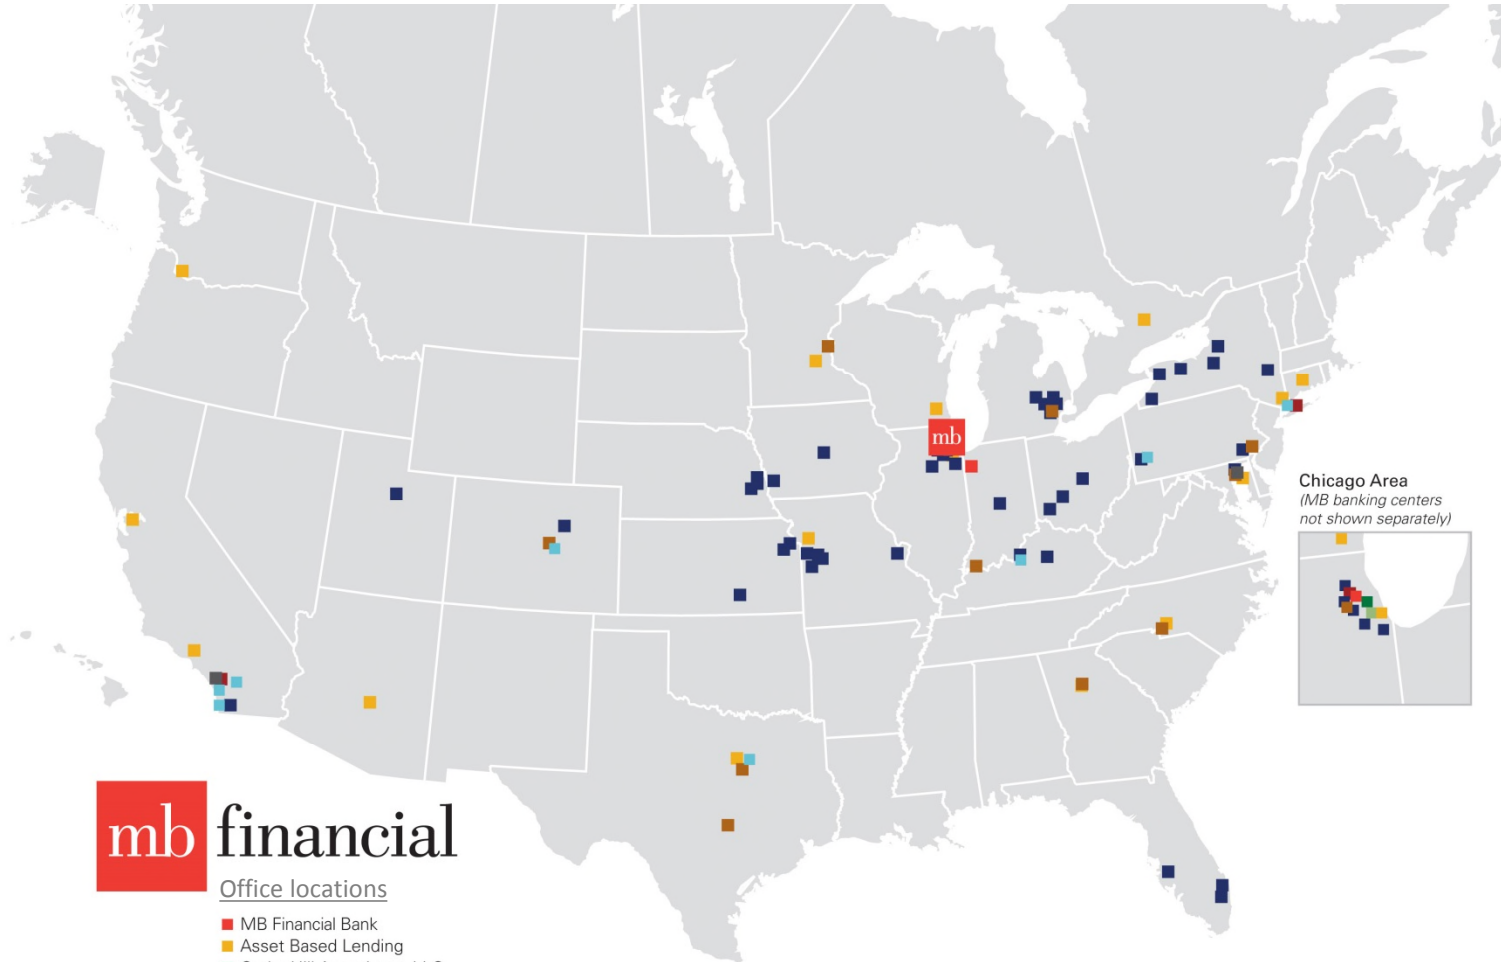 mb
Chicago Area
(MB banking centers
not shown separately)
mb financial
Office locations
MB Financial Bank
Asset Based Lending